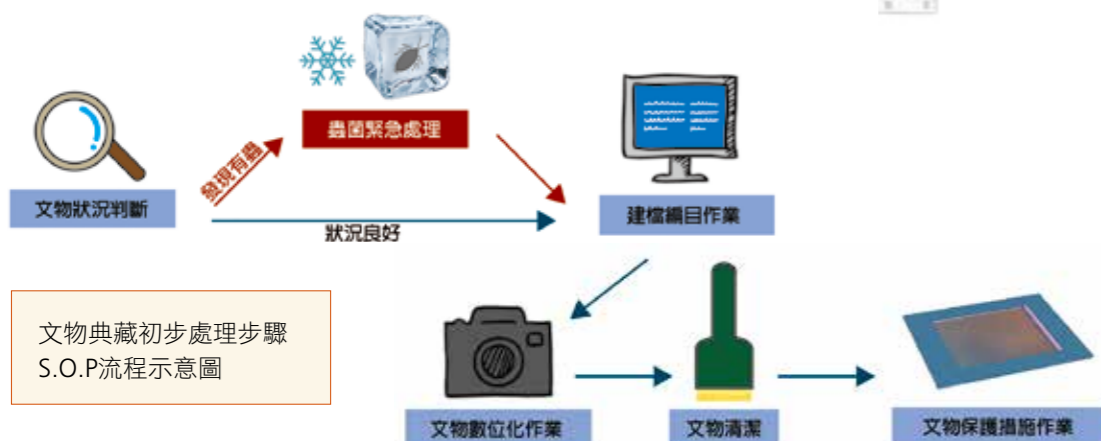 蟲菌緊急處理
發現有蟲
文物狀況判斷
狀況良好
建檔編目作業
文物典藏初步處理步驟
S.O.P流程示意圖
文物數位化作業
文物清潔
文物保護措施作業